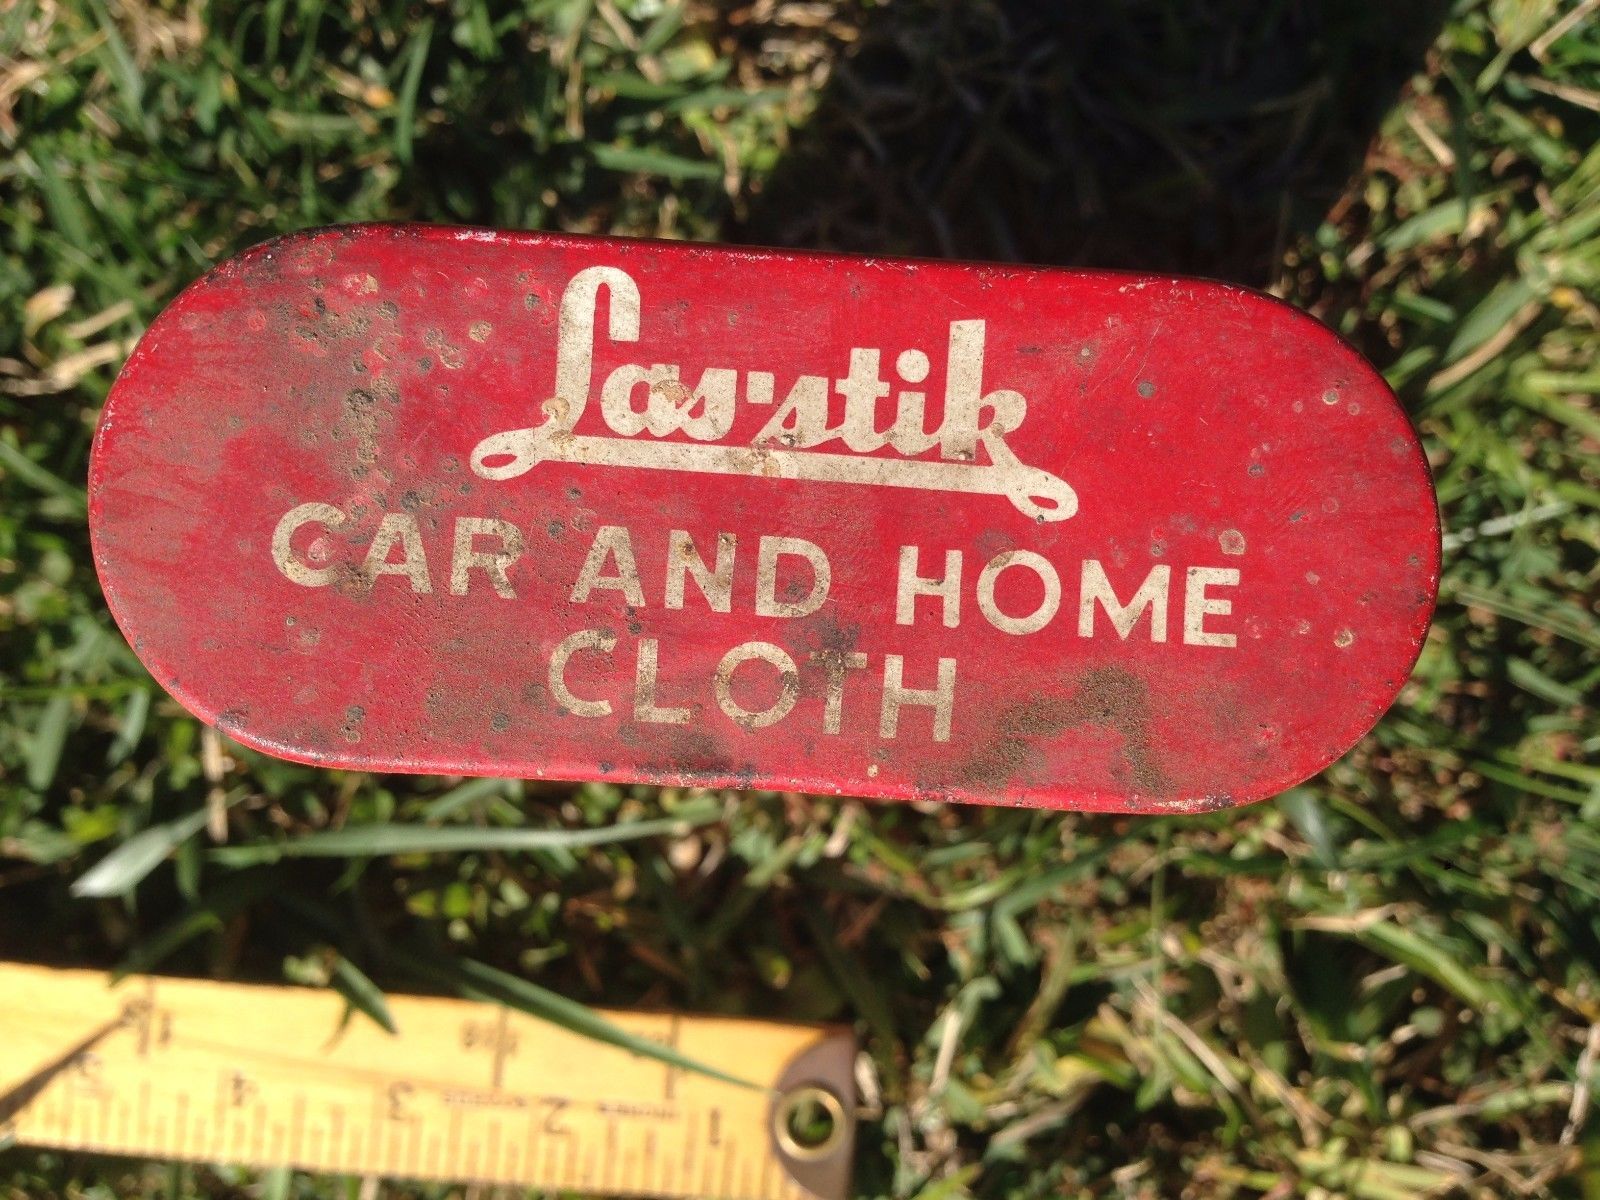 Las'stik
CAR AND HOME
CLOTH
4 3 2 1